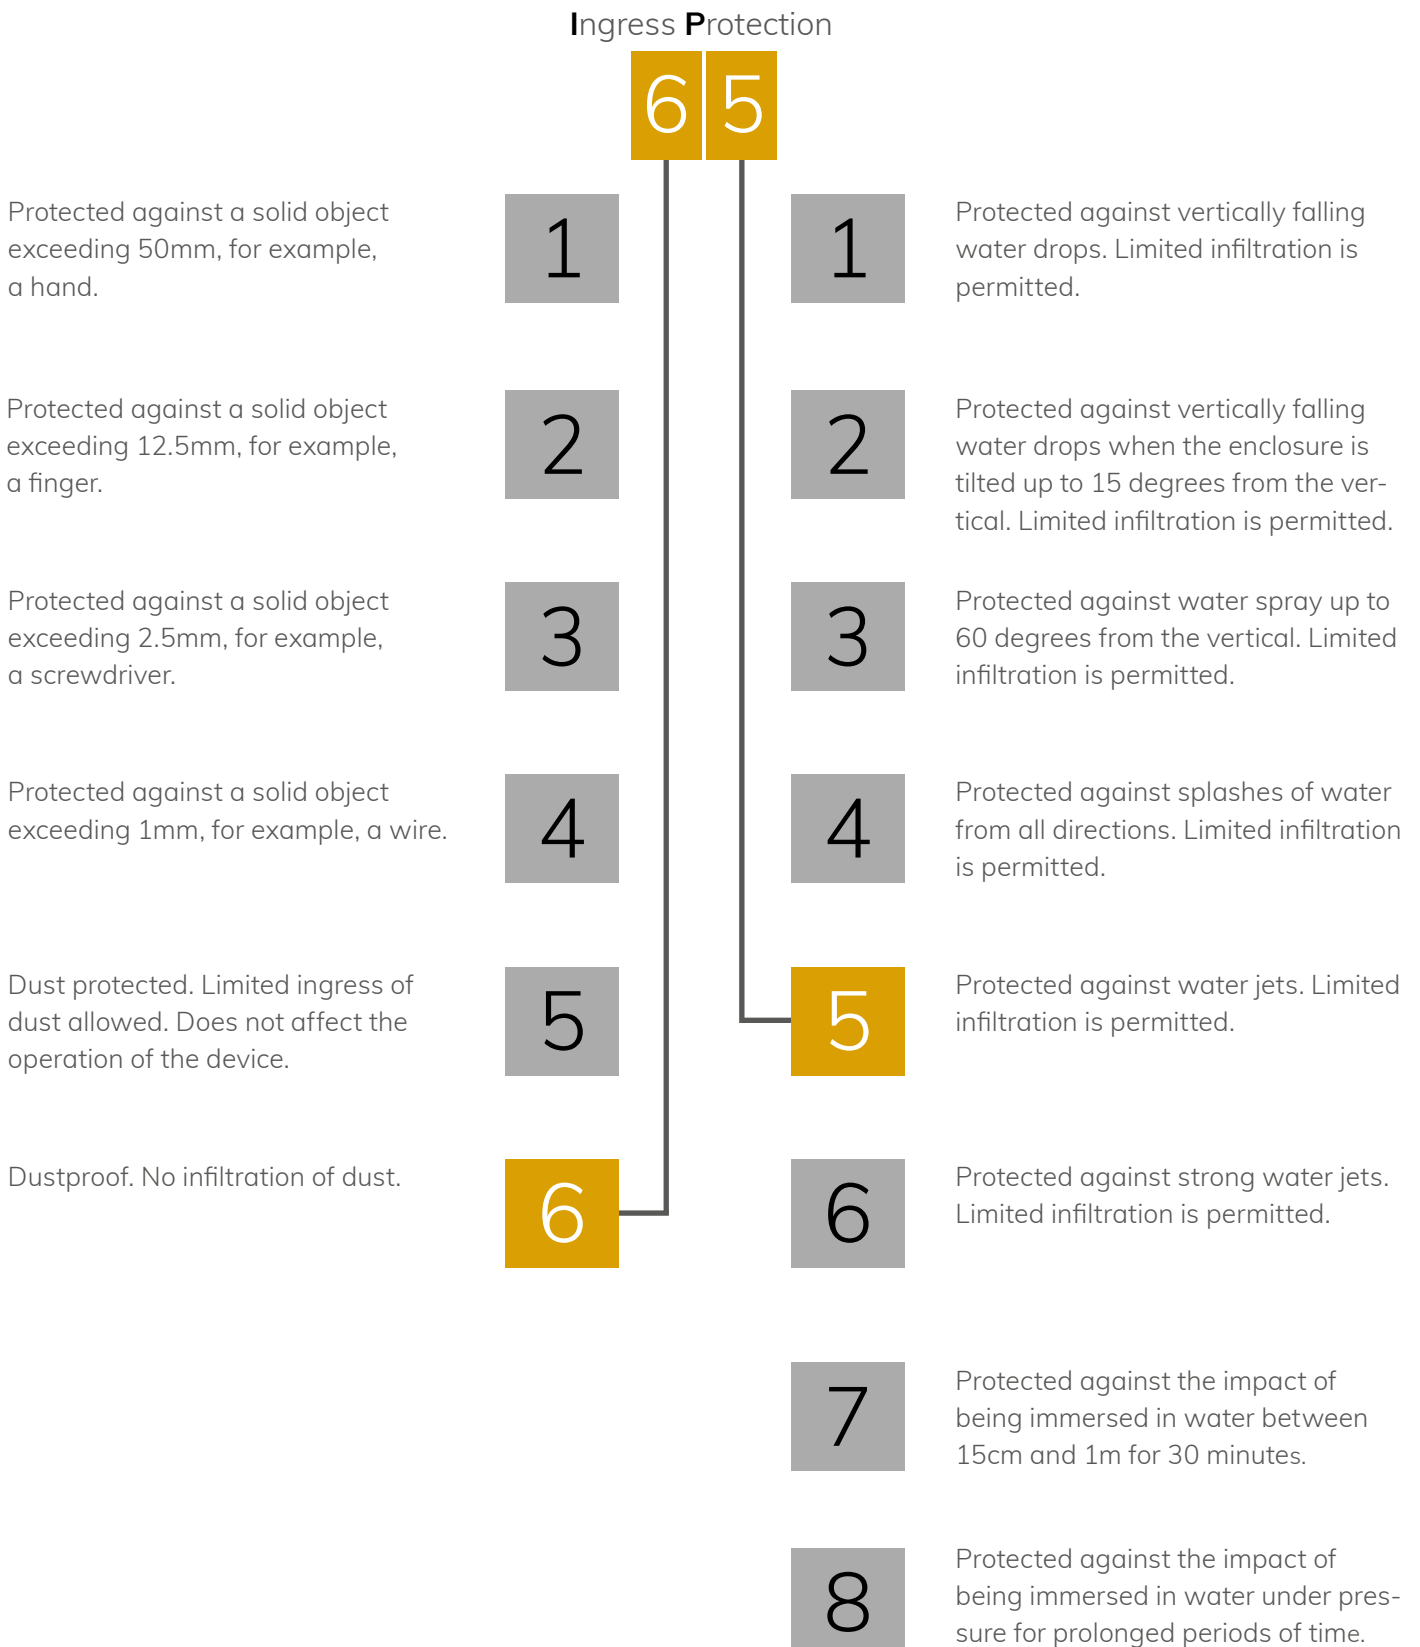 Ingress Protection
6 5
Protected against a solid object
exceeding 50mm, for example,
a hand.
1
1
Protected against vertically falling
water drops. Limited infiltration is
permitted.
Protected against a solid object
exceeding 12.5mm, for example,
a finger.
2
2
Protected against vertically falling
water drops when the enclosure is
tilted up to 15 degrees from the ver-
tical. Limited infiltration is permitted.
Protected against a solid object
exceeding 2.5mm, for example,
a screwdriver.
3
3
Protected against water spray up to
60 degrees from the vertical. Limited
infiltration is permitted.
Protected against a solid object
exceeding 1mm, for example, a wire.
4
4
Protected against splashes of water
from all directions. Limited infiltration
is permitted.
Dust protected. Limited ingress of
dust allowed. Does not affect the
operation of the device.
5
5
Protected against water jets. Limited
infiltration is permitted.
Dustproof. No infiltration of dust.
6
6
Protected against strong water jets.
Limited infiltration is permitted.
7
Protected against the impact of
being immersed in water between
15cm and 1m for 30 minutes.
8
Protected against the impact of
being immersed in water under pres-
sure for prolonged periods of time.